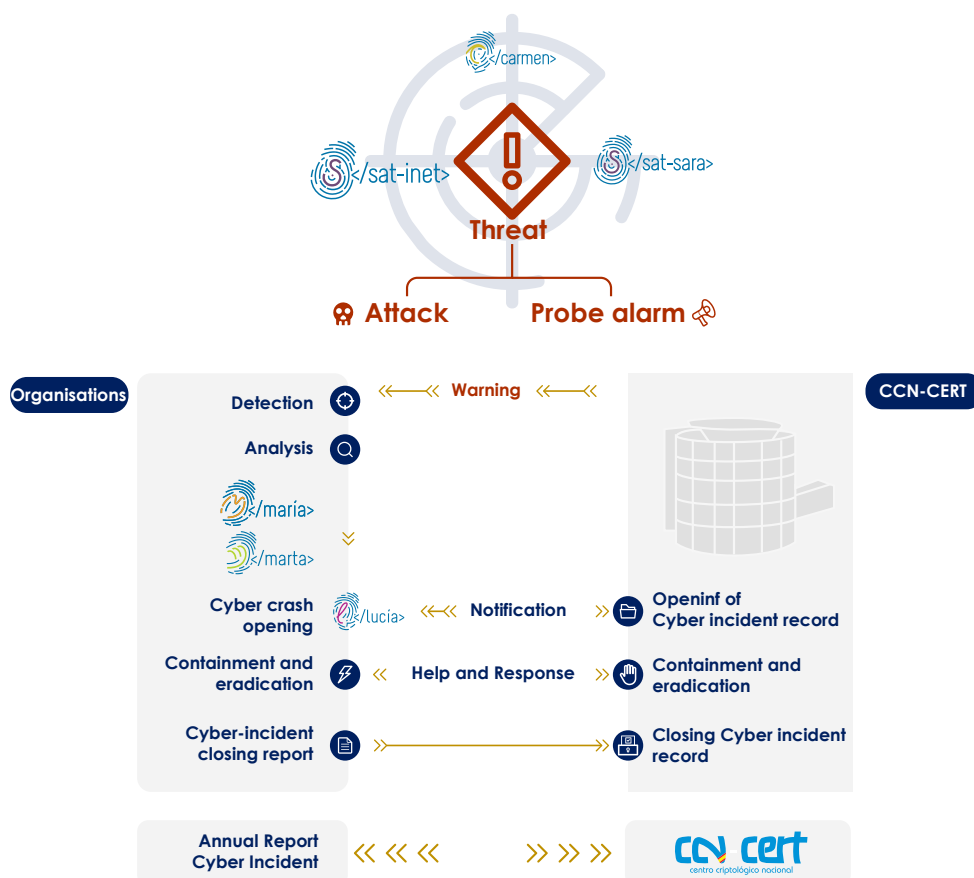 </carmen>
</sat-inet>
</sat-sara>
Threat
Attack
Probe alarm
Organisations
Warning
CCN-CERT
Detection
Analysis
</maría>
</marta>
Cyber crash
opening
</lucía>
Notification
Openinf of
Cyber incident record
Containment and
eradication
Help and Response
Containment and
eradication
Cyber-incident
closing report
Closing Cyber incident
record
Annual Report
Cyber Incident
ccn-cert
centro criptológico nacional